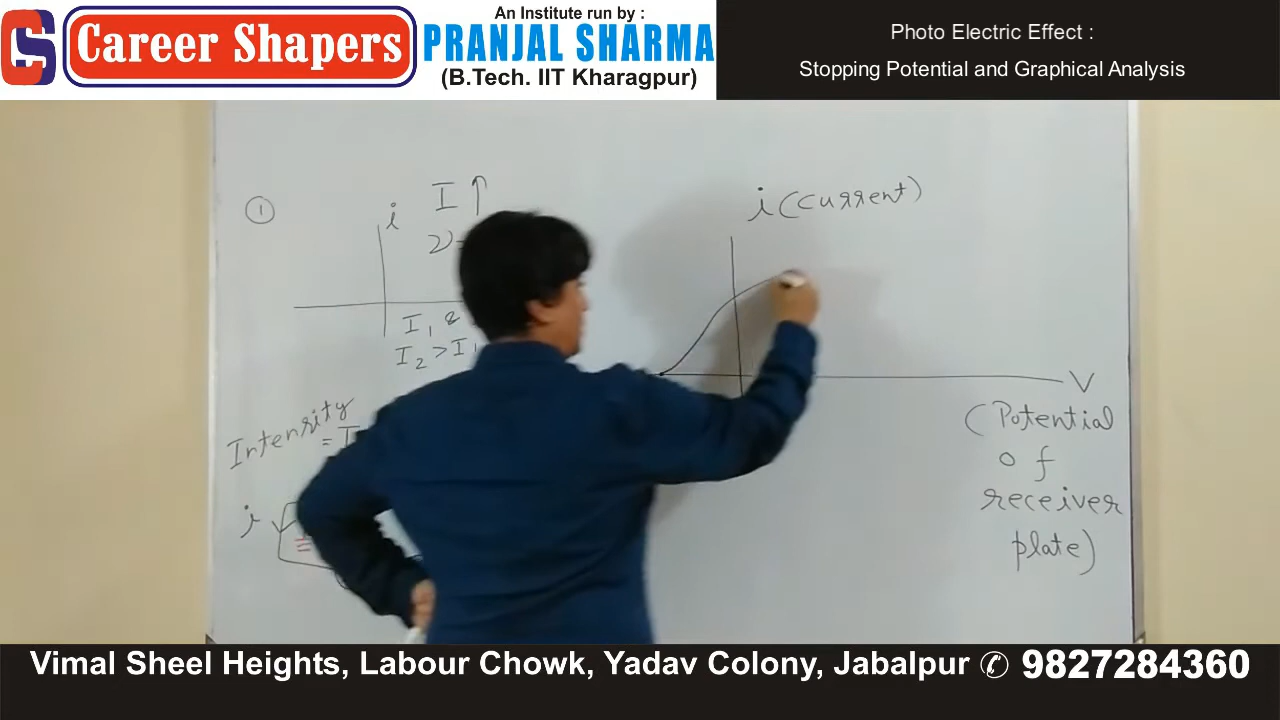 Career Shapers
An Institute run by :
PRANJAL SHARMA
(B.Tech. IIT Kharagpur)
Photo Electric Effect :
Stopping Potential and Graphical Analysis
1
i
I ↑
ν
I₁ &
I₂ > I₁
Intensity
= I
i
i (current)
V
(Potential
of
receiver
plate)
Vimal Sheel Heights, Labour Chowk, Yadav Colony, Jabalpur ✆ 9827284360